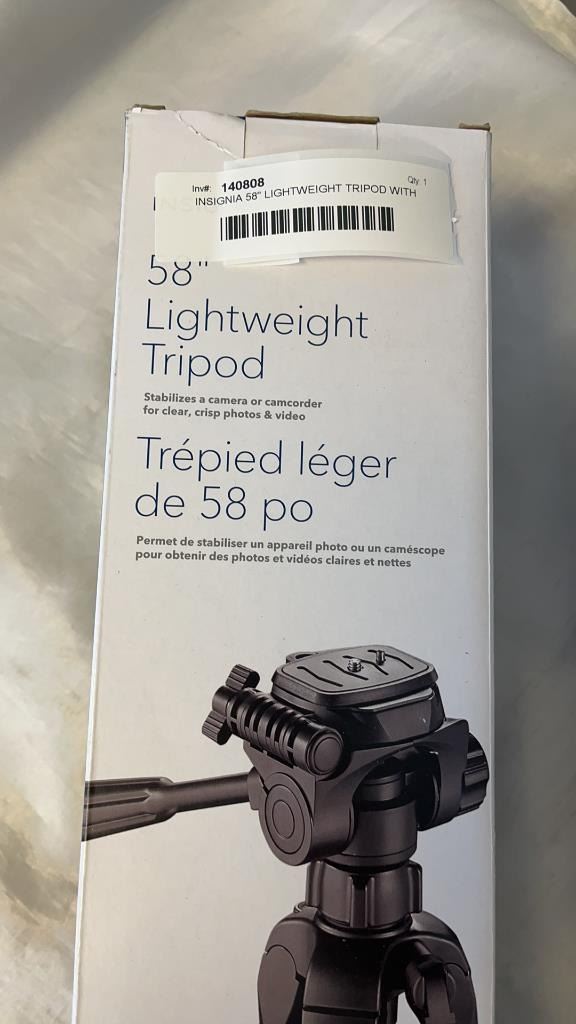 Inv#: 140808 Qty 1
INSIGNIA 58" LIGHTWEIGHT TRIPOD WITH
58"
Lightweight
Tripod
Stabilizes a camera or camcorder
for clear, crisp photos & video
Trépied léger
de 58 po
Permet de stabiliser un appareil photo ou un caméscope
pour obtenir des photos et vidéos claires et nettes